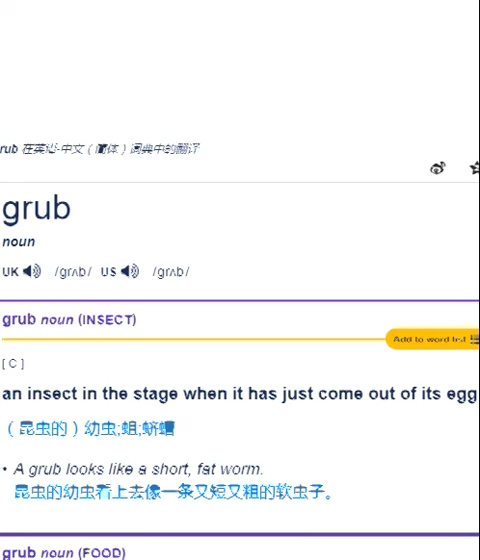 rub 在英语-中文（简体）词典中的翻译
grub
noun
UK /ɡrʌb/ US /ɡrʌb/
grub noun (INSECT)
Add to word list
[ C ]
an insect in the stage when it has just come out of its egg
（昆虫的）幼虫;蛆;蛴螬
• A grub looks like a short, fat worm.
昆虫的幼虫看上去像一条又短又粗的软虫子。
grub noun (FOOD)